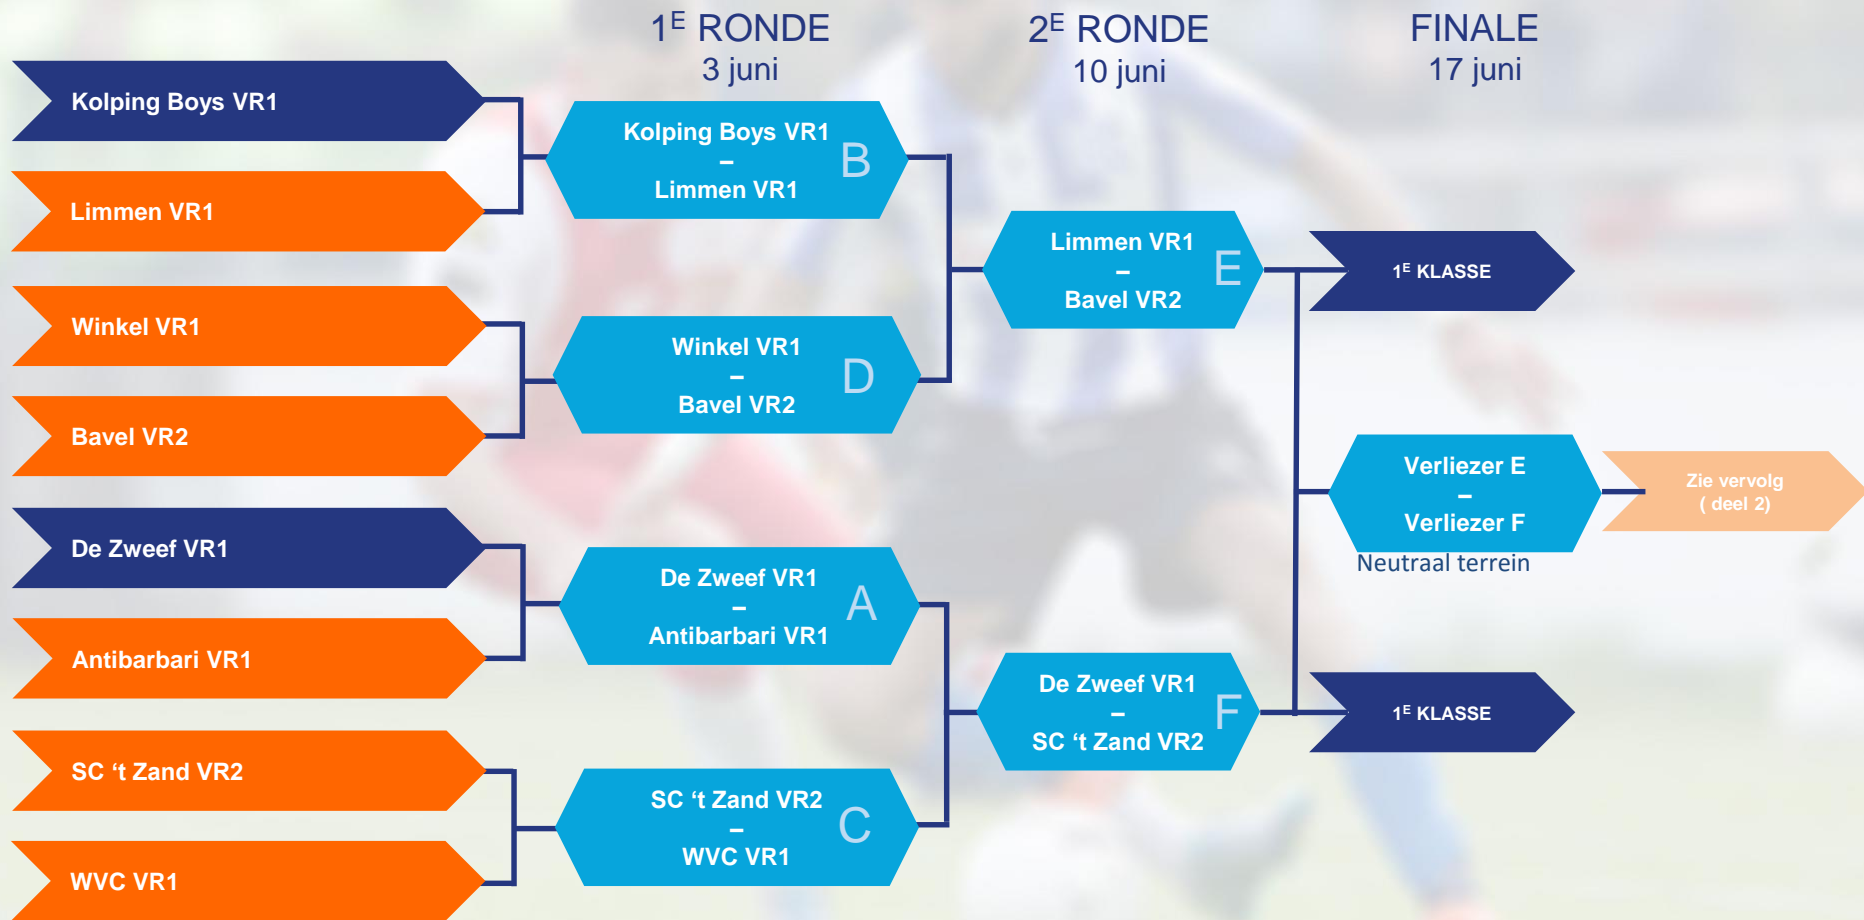 1E RONDE
3 juni
2E RONDE
10 juni
FINALE
17 juni
Kolping Boys VR1
Limmen VR1
Winkel VR1
Bavel VR2
De Zweef VR1
Antibarbari VR1
SC ‘t Zand VR2
WVC VR1
Kolping Boys VR1
–
Limmen VR1
B
Winkel VR1
–
Bavel VR2
D
De Zweef VR1
–
Antibarbari VR1
A
SC ‘t Zand VR2
–
WVC VR1
C
Limmen VR1
–
Bavel VR2
E
De Zweef VR1
–
SC ‘t Zand VR2
F
1E KLASSE
Verliezer E
–
Verliezer F
Neutraal terrein
1E KLASSE
Zie vervolg
( deel 2)